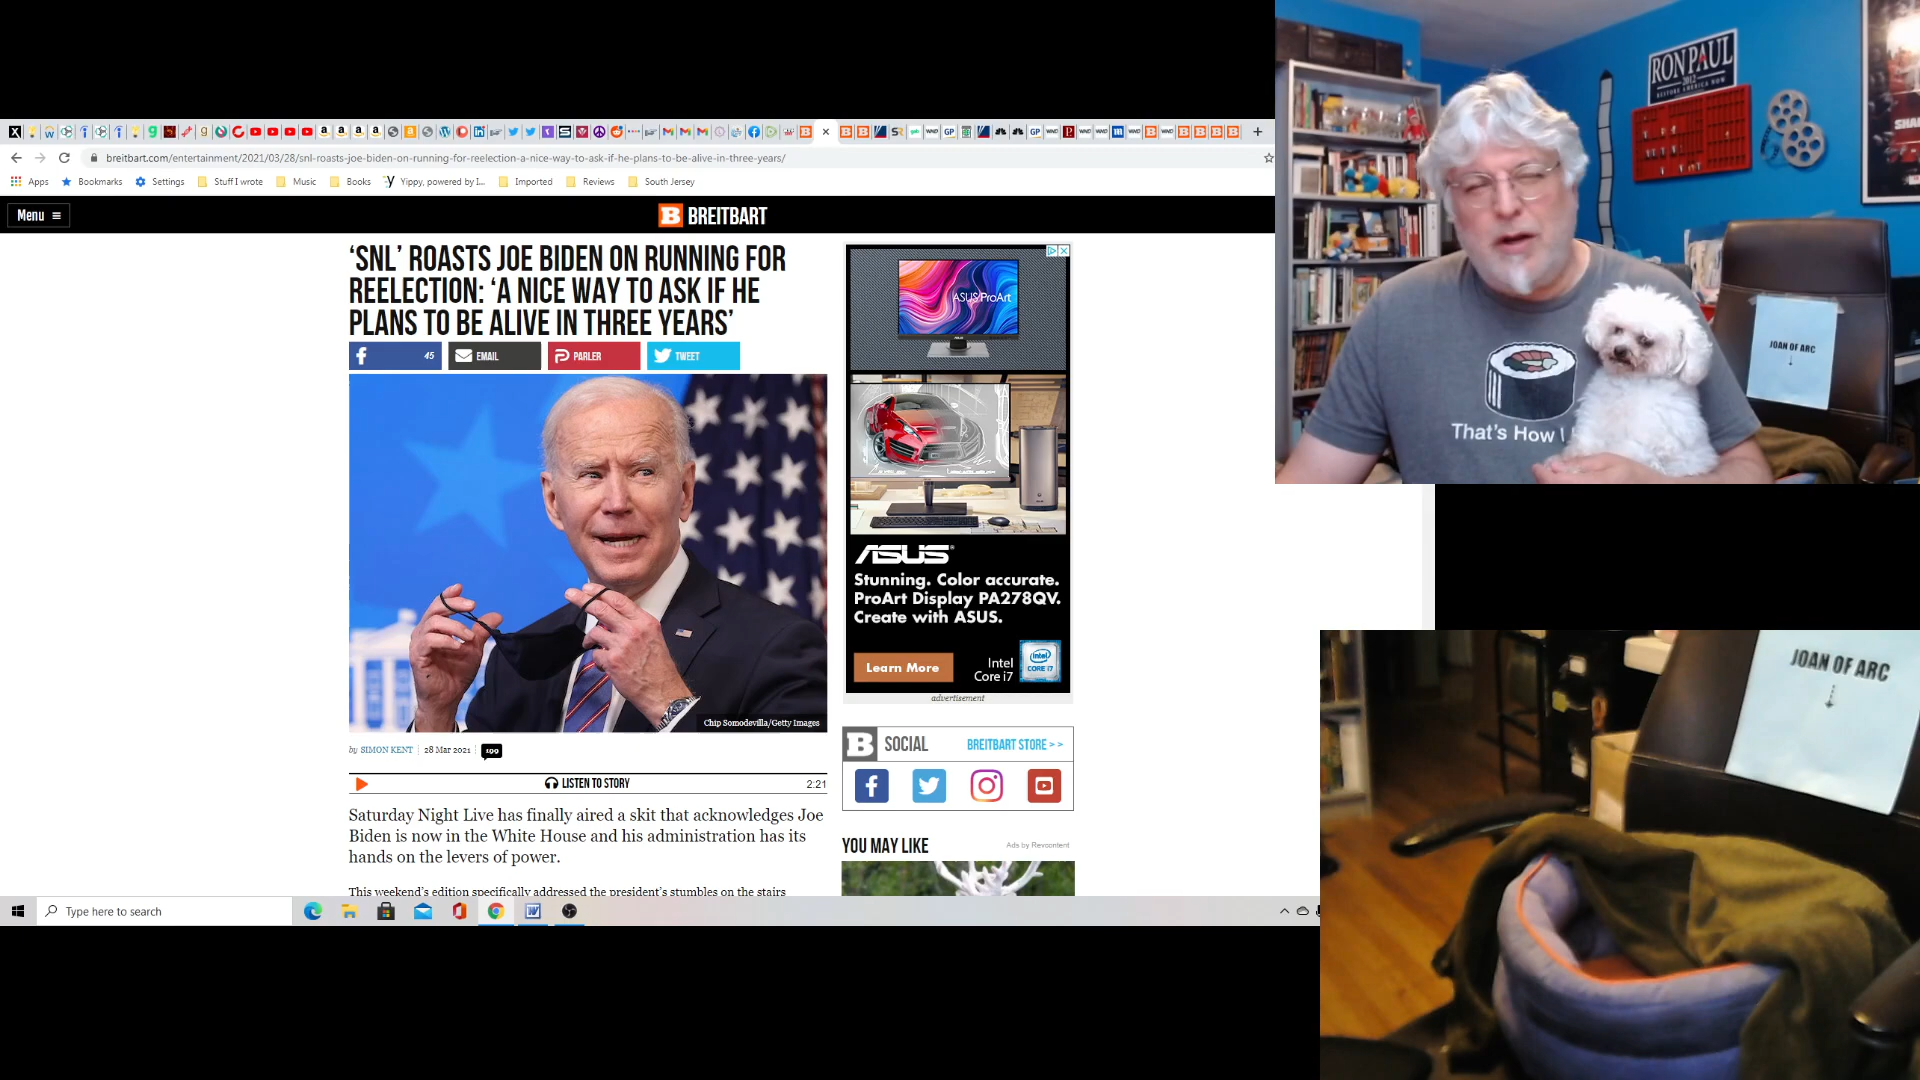 breitbart.com/entertainment/2021/03/28/snl-roasts-joe-biden-on-running-for-reelection-a-nice-way-to-ask-if-he-plans-to-be-alive-in-three-years/
Apps Bookmarks Settings Stuff I wrote Music Books Yippy, powered by I... Imported Reviews South Jersey
Menu
B BREITBART
‘SNL’ ROASTS JOE BIDEN ON RUNNING FOR
REELECTION: ‘A NICE WAY TO ASK IF HE
PLANS TO BE ALIVE IN THREE YEARS’
45 EMAIL PARLER TWEET
Chip Somodevilla/Getty Images
by SIMON KENT 28 Mar 2021 199
LISTEN TO STORY 2:21
Saturday Night Live has finally aired a skit that acknowledges Joe
Biden is now in the White House and his administration has its
hands on the levers of power.
This weekend’s edition specifically addressed the president’s stumbles on the stairs
ASUS ProArt
ASUS
Stunning. Color accurate.
ProArt Display PA278QV.
Create with ASUS.
Learn More
Intel
Core i7
intel
CORE i7
advertisement
B SOCIAL BREITBART STORE > >
YOU MAY LIKE Ads by Revcontent
Type here to search
RON PAUL
2012
RESTORE AMERICA NOW
JOAN OF ARC
That's How I
JOAN OF ARC